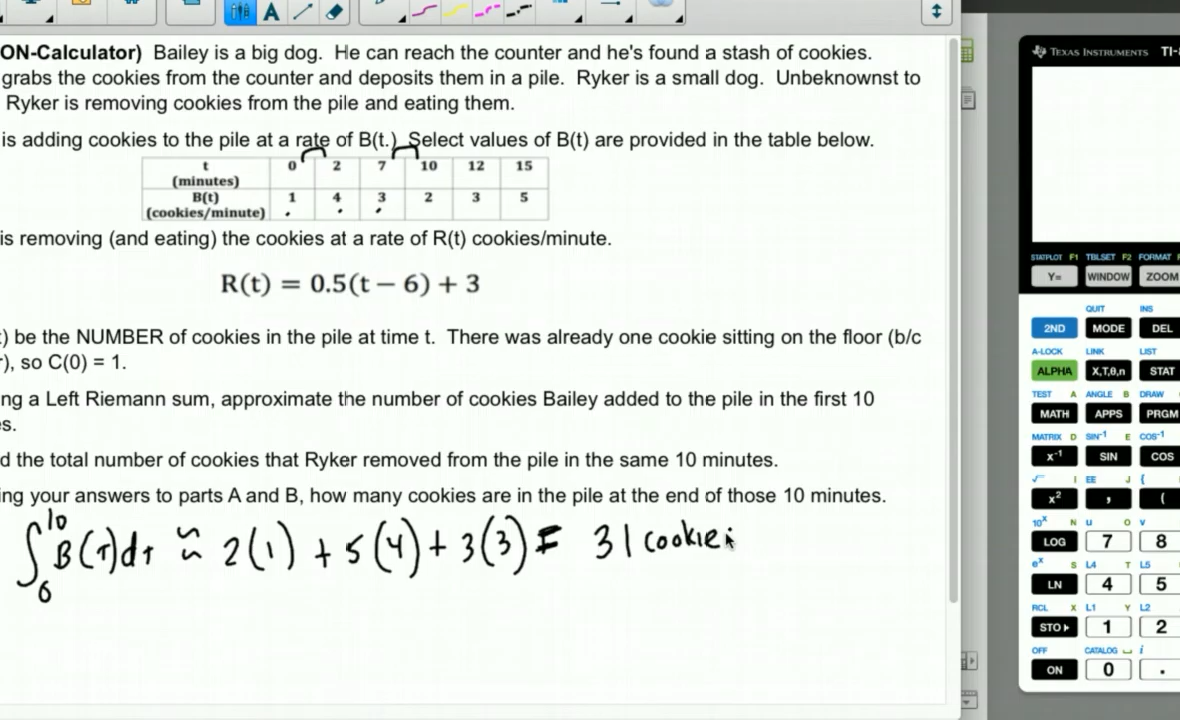 ON-Calculator) Bailey is a big dog. He can reach the counter and he's found a stash of cookies.
grabs the cookies from the counter and deposits them in a pile. Ryker is a small dog. Unbeknownst to
Ryker is removing cookies from the pile and eating them.
is adding cookies to the pile at a rate of B(t.) Select values of B(t) are provided in the table below.
t (minutes) 0 2 7 10 12 15
B(t) (cookies/minute) 1 4 3 2 3 5
is removing (and eating) the cookies at a rate of R(t) cookies/minute.
R(t) = 0.5(t − 6) + 3
:) be the NUMBER of cookies in the pile at time t. There was already one cookie sitting on the floor (b/c
r), so C(0) = 1.
ng a Left Riemann sum, approximate the number of cookies Bailey added to the pile in the first 10
es.
d the total number of cookies that Ryker removed from the pile in the same 10 minutes.
ing your answers to parts A and B, how many cookies are in the pile at the end of those 10 minutes.
∫₀¹⁰ B(t)dt ≈ 2(1) + 5(4) + 3(3) = 31 cookies
TEXAS INSTRUMENTS TI-8
STATPLOT F1 TBLSET F2 FORMAT F
Y= WINDOW ZOOM
QUIT INS
2ND MODE DEL
A-LOCK LINK LIST
ALPHA X,T,θ,n STAT
TEST A ANGLE B DRAW
MATH APPS PRGM
MATRIX D SIN⁻¹ E COS⁻¹
x⁻¹ SIN COS
√ I EE J {
x² , (
10ˣ N u O v
LOG 7 8
eˣ S L4 T L5
LN 4 5
RCL X L1 Y L2
STO▸ 1 2
OFF CATALOG i
ON 0 .